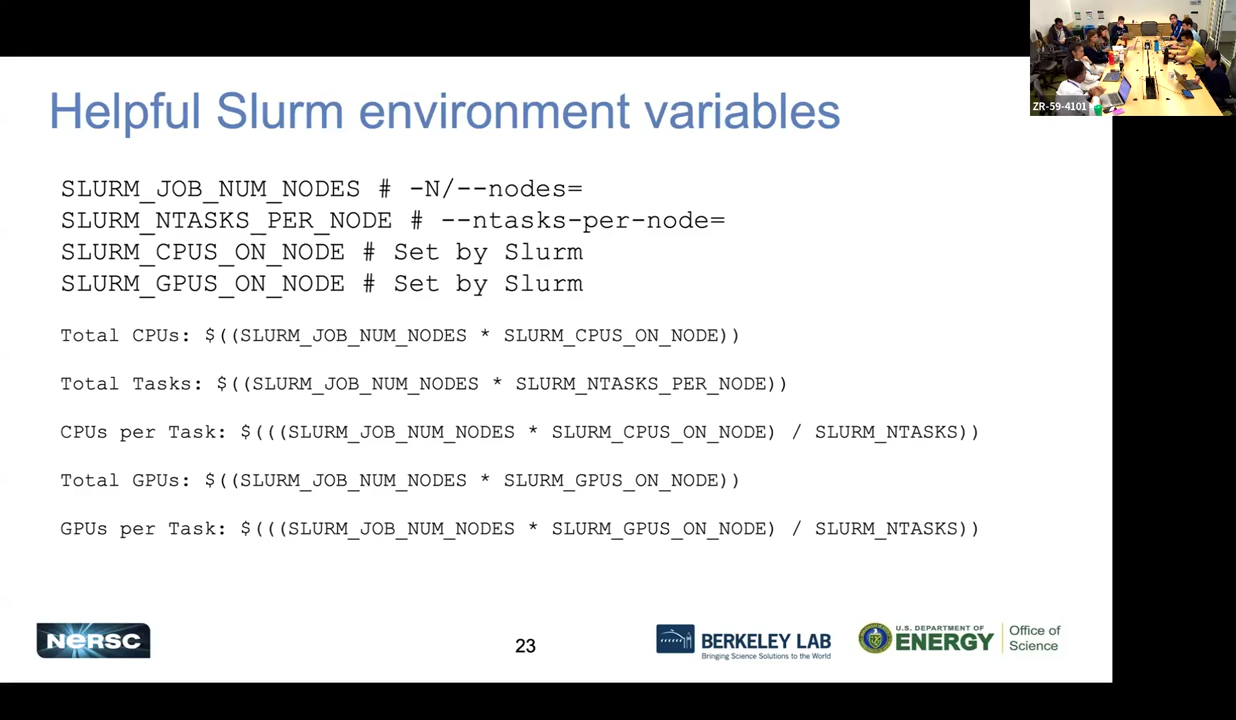 ZR-59-4101
Helpful Slurm environment variables
SLURM_JOB_NUM_NODES # -N/--nodes=
SLURM_NTASKS_PER_NODE # --ntasks-per-node=
SLURM_CPUS_ON_NODE # Set by Slurm
SLURM_GPUS_ON_NODE # Set by Slurm
Total CPUs: $((SLURM_JOB_NUM_NODES * SLURM_CPUS_ON_NODE))
Total Tasks: $((SLURM_JOB_NUM_NODES * SLURM_NTASKS_PER_NODE))
CPUs per Task: $(((SLURM_JOB_NUM_NODES * SLURM_CPUS_ON_NODE) / SLURM_NTASKS))
Total GPUs: $((SLURM_JOB_NUM_NODES * SLURM_GPUS_ON_NODE))
GPUs per Task: $(((SLURM_JOB_NUM_NODES * SLURM_GPUS_ON_NODE) / SLURM_NTASKS))
NERSC
23
BERKELEY LAB
Bringing Science Solutions to the World
U.S. DEPARTMENT OF
ENERGY
Office of
Science